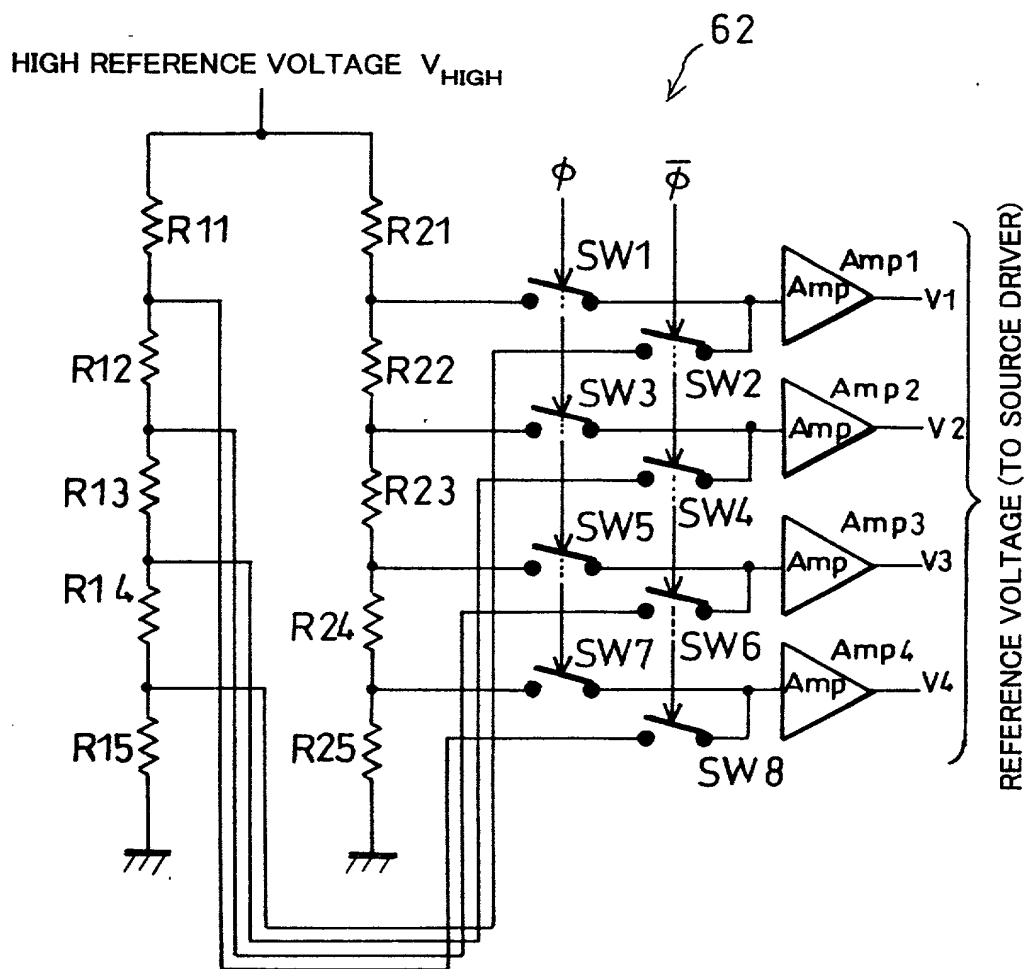 62
HIGH REFERENCE VOLTAGE V_HIGH
ϕ
ϕ̅
R11
R21
SW1
Amp1
Amp
V1
R12
R22
SW2
SW3
Amp2
Amp
V2
R13
R23
SW4
SW5
Amp3
Amp
V3
R14
R24
SW6
SW7
Amp4
Amp
V4
R15
R25
SW8
REFERENCE VOLTAGE (TO SOURCE DRIVER)